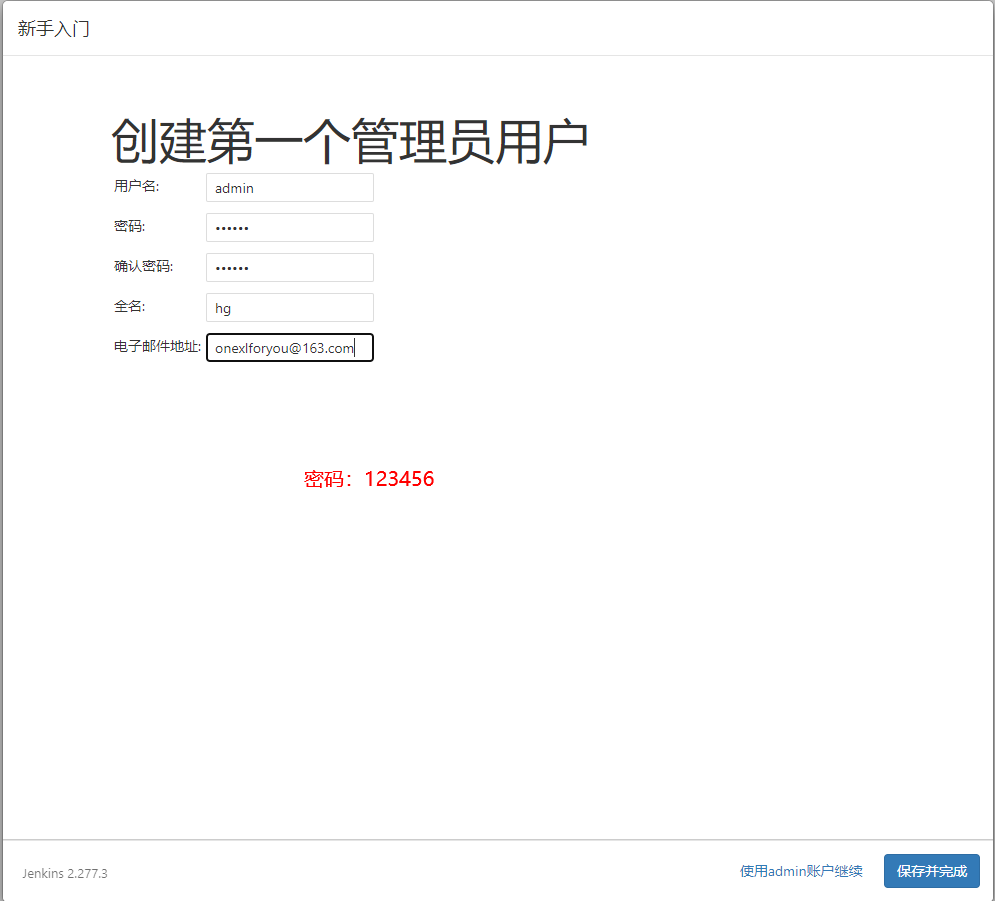 新手入门
创建第一个管理员用户
用户名: admin
密码: ••••••
确认密码: ••••••
全名: hg
电子邮件地址: onexlforyou@163.com
密码：123456
Jenkins 2.277.3 使用admin账户继续 保存并完成